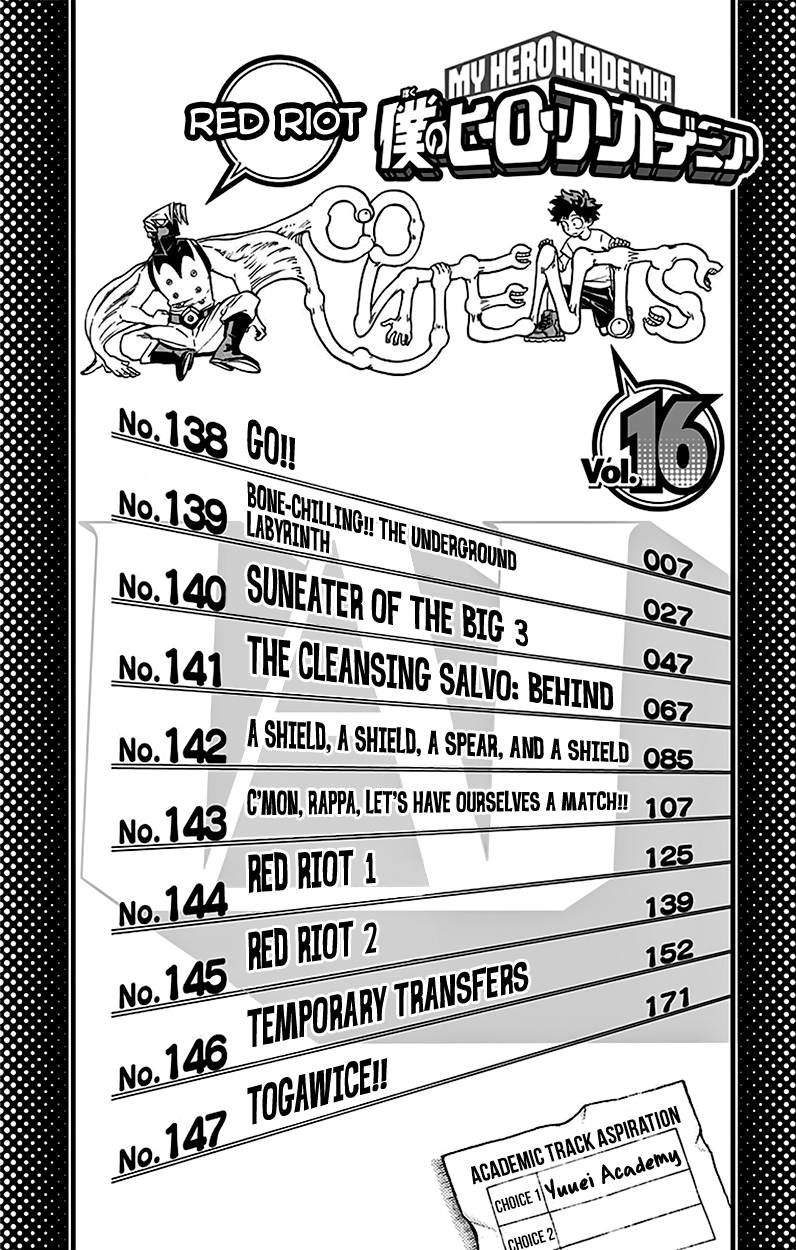 MY HERO ACADEMIA
RED RIOT
ぼく
僕のヒーローアカデミア
CONTENTS
Vol.16
No.138 GO!! 007
No.139 BONE-CHILLING!! THE UNDERGROUND
LABYRINTH 027
No.140 SUNEATER OF THE BIG 3 047
No.141 THE CLEANSING SALVO: BEHIND 067
No.142 A SHIELD, A SHIELD, A SPEAR, AND A SHIELD 085
No.143 C'MON, RAPPA, LET'S HAVE OURSELVES A MATCH!! 107
No.144 RED RIOT 1 125
No.145 RED RIOT 2 139
No.146 TEMPORARY TRANSFERS 152
No.147 TOGAWICE!! 171
ACADEMIC TRACK ASPIRATION
CHOICE 1 Yuuei Academy
CHOICE 2